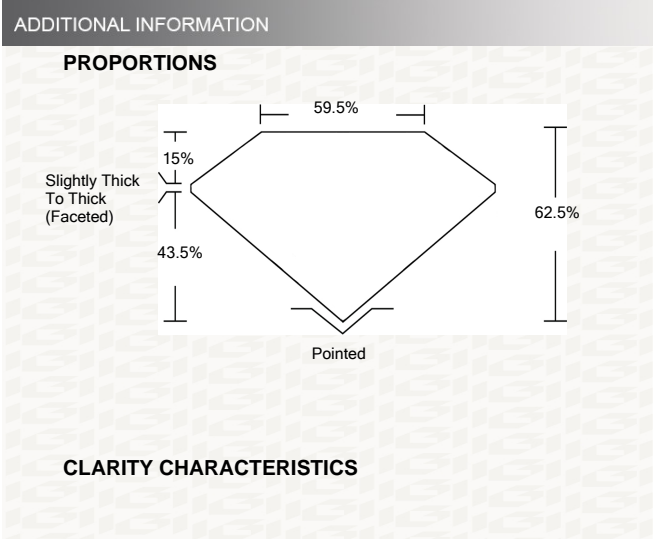 ADDITIONAL INFORMATION
PROPORTIONS
59.5%
15%
Slightly Thick
To Thick
(Faceted)
62.5%
43.5%
Pointed
CLARITY CHARACTERISTICS